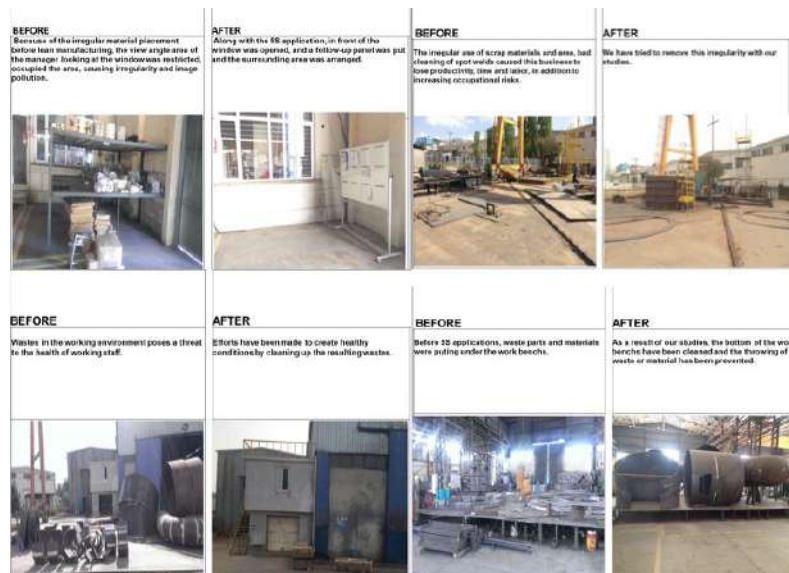 BEFORE
Because of the irregular material placement
before lean manufacturing, the view angle area of
the manager looking at the window was restricted,
occupied the area, causing irregularity and image
pollution.
AFTER
Along with the 5S application, in front of the
window was opened, and a follow-up panel was put
and the surrounding area was arranged.
BEFORE
The irregular use of scrap materials and area, bad
cleaning of spot welds caused this business to
lose productivity, time and labor, in addition to
increasing occupational risks.
AFTER
We have tried to remove this irregularity with our
studies.
BEFORE
Wastes in the working environment poses a threat
to the health of working staff.
AFTER
Efforts have been made to create healthy
conditions by cleaning up the resulting wastes.
BEFORE
Before 5S applications, waste parts and materials
were puting under the work benchs.
AFTER
As a result of our studies, the bottom of the wo
benchs have been cleaned and the throwing of
waste or material has been prevented.